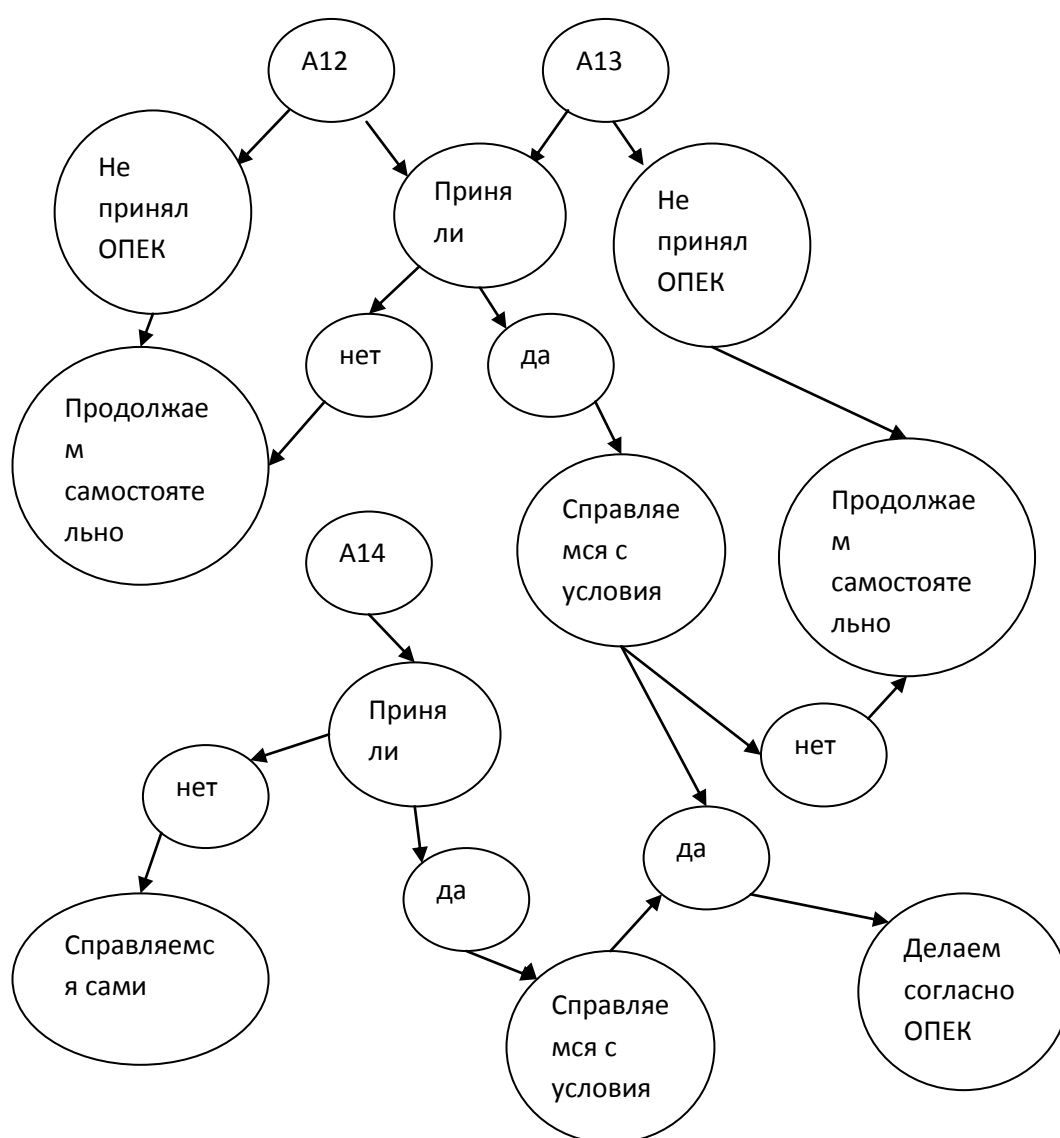 А12
А13
Не
принял
ОПЕК
Приня
ли
Не
принял
ОПЕК
нет
да
Продолжае
м
самостояте
льно
Справляе
мся с
условия
Продолжае
м
самостояте
льно
А14
Приня
ли
нет
нет
да
да
Справляемс
я сами
Справляе
мся с
условия
Делаем
согласно
ОПЕК